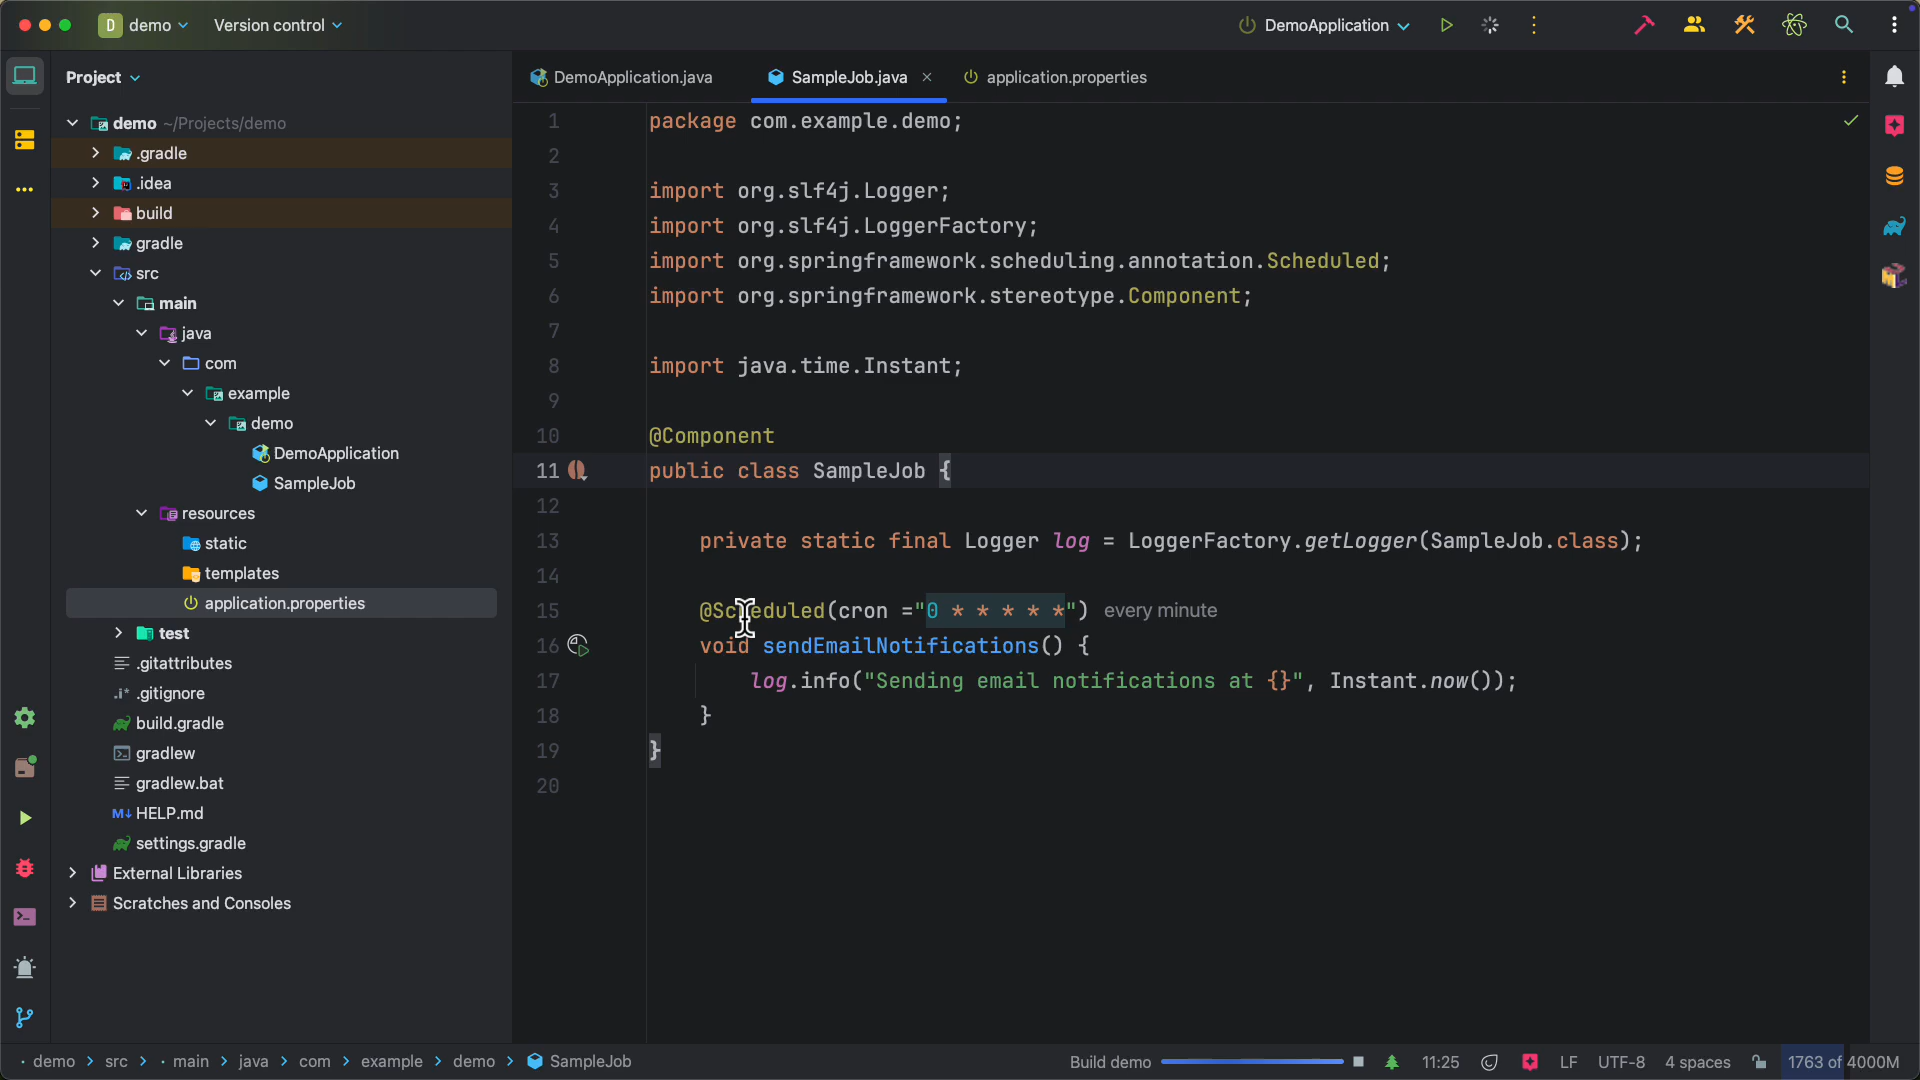 D demo
Version control
DemoApplication
Project
DemoApplication.java
SampleJob.java
application.properties
demo ~/Projects/demo
.gradle
.idea
build
gradle
src
main
java
com
example
demo
DemoApplication
SampleJob
resources
static
templates
application.properties
test
.gitattributes
.gitignore
build.gradle
gradlew
gradlew.bat
M↓ HELP.md
settings.gradle
External Libraries
Scratches and Consoles
1 package com.example.demo;
2
3 import org.slf4j.Logger;
4 import org.slf4j.LoggerFactory;
5 import org.springframework.scheduling.annotation.Scheduled;
6 import org.springframework.stereotype.Component;
7
8 import java.time.Instant;
9
10 @Component
11 public class SampleJob {
12
13 private static final Logger log = LoggerFactory.getLogger(SampleJob.class);
14
15 @Scheduled(cron ="0 * * * * *") every minute
16 void sendEmailNotifications() {
17 log.info("Sending email notifications at {}", Instant.now());
18 }
19 }
20
demo > src > main > java > com > example > demo > SampleJob
Build demo
11:25
LF
UTF-8
4 spaces
1763 of 4000M